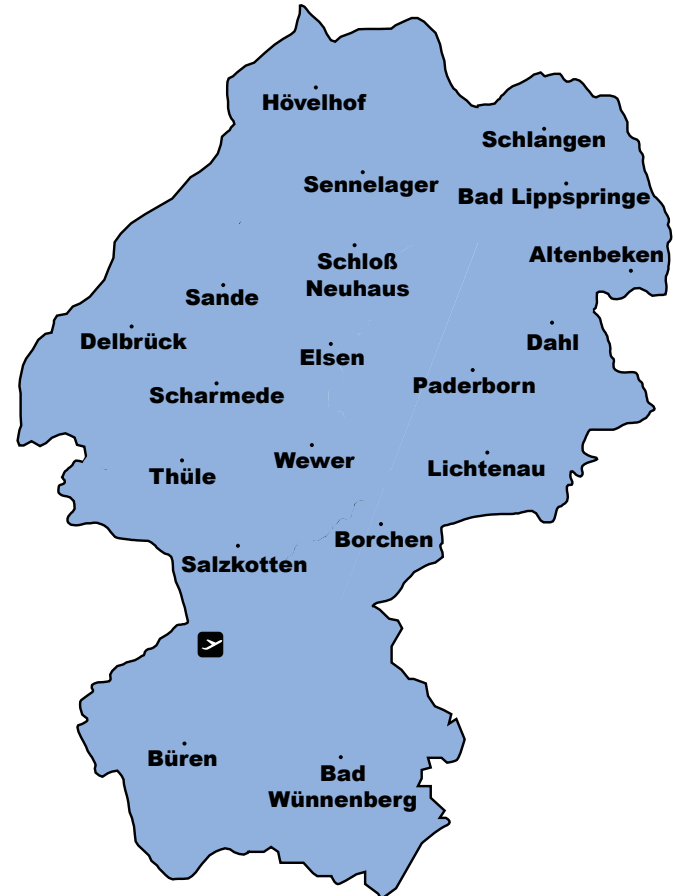 Hövelhof
Schlangen
Sennelager
Bad Lippspringe
Altenbeken
Schloß
Neuhaus
Sande
Delbrück
Dahl
Elsen
Paderborn
Scharmede
Wewer
Lichtenau
Thüle
Borchen
Salzkotten
Büren
Bad
Wünnenberg